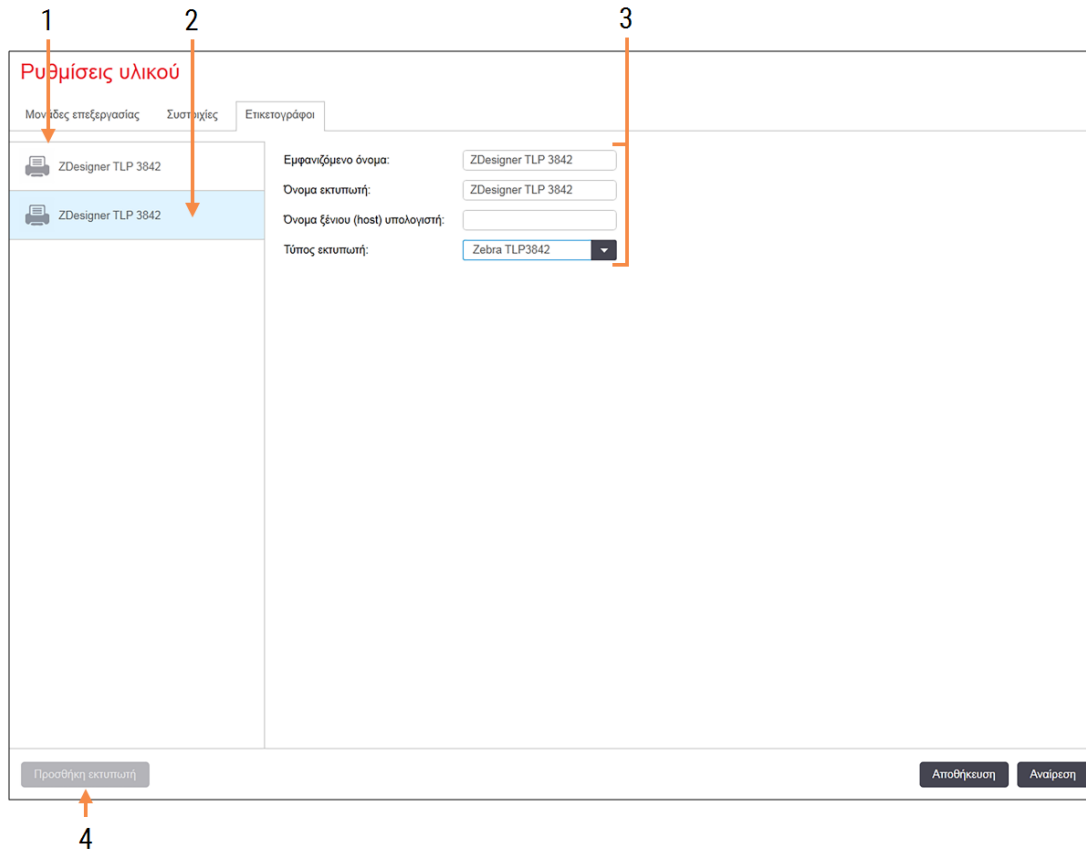 1 2 3
Ρυθμίσεις υλικού
Μονάδες επεξεργασίας Συστοιχίες Ετικετογράφοι
ZDesigner TLP 3842
ZDesigner TLP 3842
Εμφανιζόμενο όνομα: ZDesigner TLP 3842
Όνομα εκτυπωτή: ZDesigner TLP 3842
Όνομα ξένιου (host) υπολογιστή:
Τύπος εκτυπωτή: Zebra TLP3842
Προσθήκη εκτυπωτή Αποθήκευση Αναίρεση
4